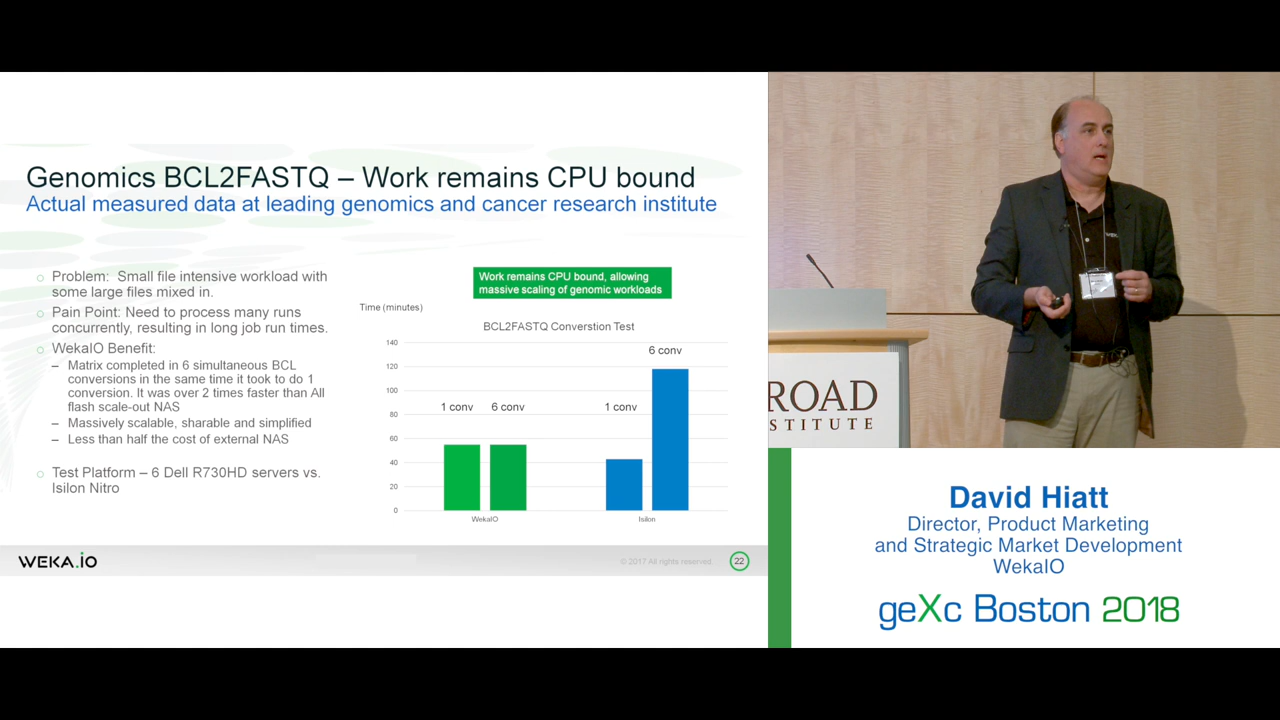 Genomics BCL2FASTQ – Work remains CPU bound
Actual measured data at leading genomics and cancer research institute
Problem: Small file intensive workload with
some large files mixed in.
Pain Point: Need to process many runs
concurrently, resulting in long job run times.
WekaIO Benefit:
– Matrix completed in 6 simultaneous BCL
conversions in the same time it took to do 1
conversion. It was over 2 times faster than All
flash scale-out NAS
– Massively scalable, sharable and simplified
– Less than half the cost of external NAS
Test Platform – 6 Dell R730HD servers vs.
Isilon Nitro
Work remains CPU bound, allowing
massive scaling of genomic workloads
Time (minutes)
BCL2FASTQ Converstion Test
140
120
100
80
60
40
20
0
1 conv
6 conv
1 conv
6 conv
WekaIO
Isilon
WEKA.iO
© 2017 All rights reserved.
22
ROAD
STITUTE
David Hiatt
Director, Product Marketing
and Strategic Market Development
WekaIO
geXc Boston 2018